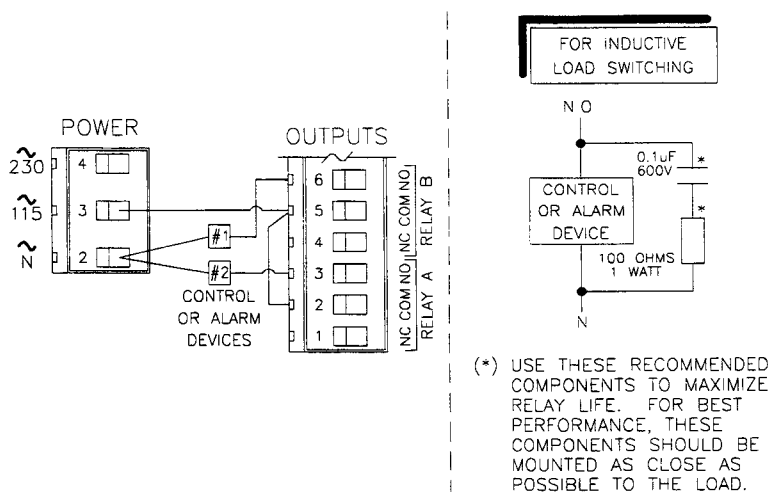 POWER
~
230
~
115
~
N
4
3
2
#1
#2
CONTROL
OR ALARM
DEVICES
OUTPUTS
6
5
4
3
2
1
NC COM NO
RELAY B
NC COM NO
RELAY A
FOR INDUCTIVE
LOAD SWITCHING
N O
0.1uF
600V
*
CONTROL
OR ALARM
DEVICE
*
100 OHMS
1 WATT
N
(*) USE THESE RECOMMENDED
COMPONENTS TO MAXIMIZE
RELAY LIFE. FOR BEST
PERFORMANCE, THESE
COMPONENTS SHOULD BE
MOUNTED AS CLOSE AS
POSSIBLE TO THE LOAD.